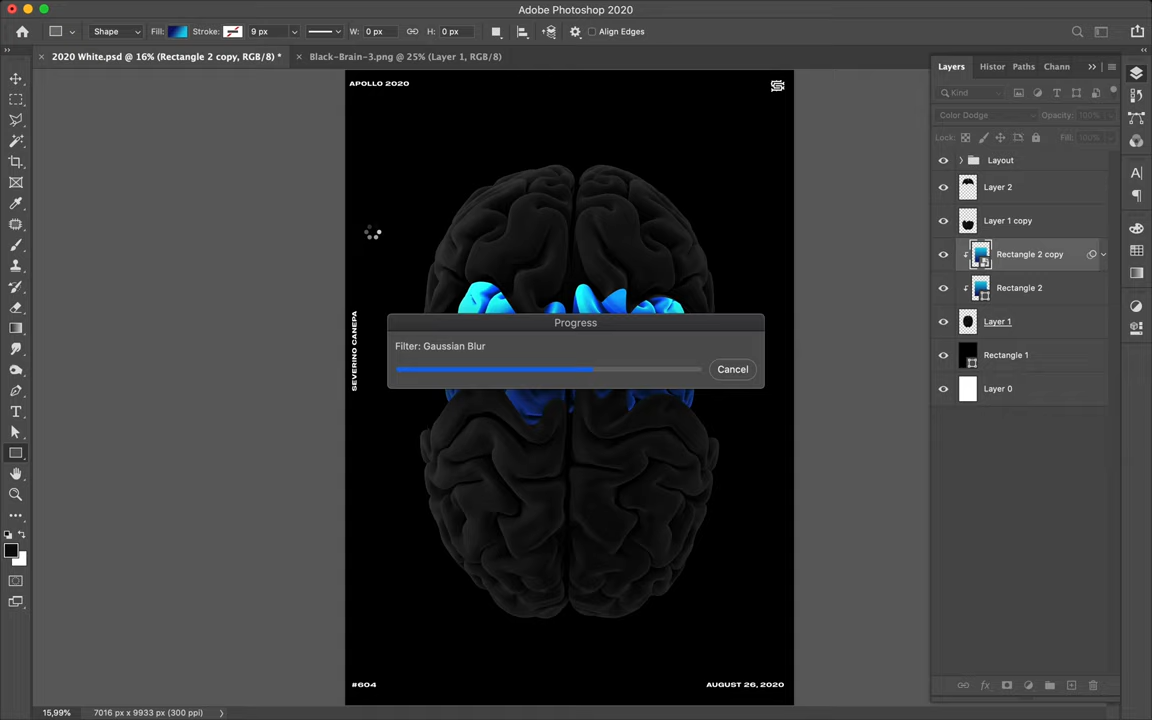 Adobe Photoshop 2020
Shape
Fill:
Stroke:
9 px
W: 0 px
H: 0 px
Align Edges
2020 White.psd @ 16% (Rectangle 2 copy, RGB/8) *
Black-Brain-3.png @ 25% (Layer 1, RGB/8)
Layers
Histor
Paths
Chann
Kind
Color Dodge
Opacity: 100%
Lock:
Fill: 100%
Layout
Layer 2
Layer 1 copy
Rectangle 2 copy
Rectangle 2
Layer 1
Rectangle 1
Layer 0
APOLLO 2020
SEVERINO CANEPA
Progress
Filter: Gaussian Blur
Cancel
#604
AUGUST 26, 2020
15,99%
7016 px x 9933 px (300 ppi)